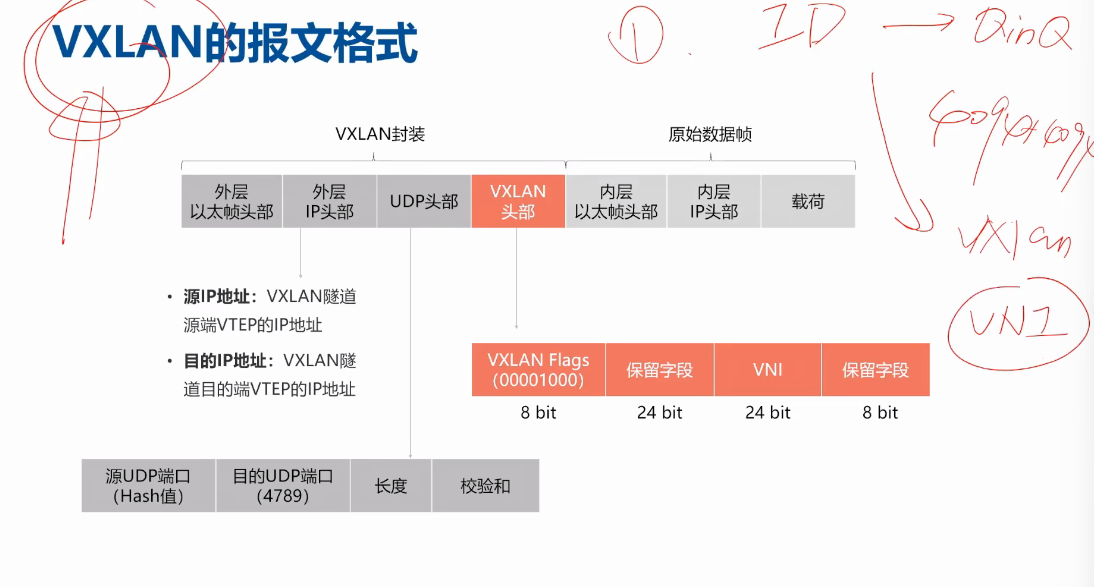 VXLAN的报文格式
① ID → QinQ
VXLAN封装
原始数据帧
外层
以太帧头部
外层
IP头部
UDP头部
VXLAN
头部
内层
以太帧头部
内层
IP头部
载荷
VXlan
VNI
• 源IP地址：VXLAN隧道
源端VTEP的IP地址
• 目的IP地址：VXLAN隧
道目的端VTEP的IP地址
VXLAN Flags
（00001000）
保留字段
VNI
保留字段
8 bit
24 bit
24 bit
8 bit
源UDP端口
（Hash值）
目的UDP端口
（4789）
长度
校验和